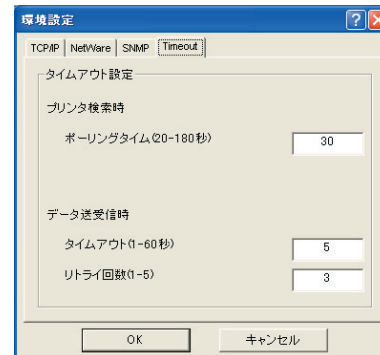 環境設定
TCP/IP NetWare SNMP Timeout
タイムアウト設定
プリンタ検索時
ポーリングタイム(20-180秒) 30
データ送受信時
タイムアウト(1-60秒) 5
リトライ回数(1-5) 3
OK キャンセル